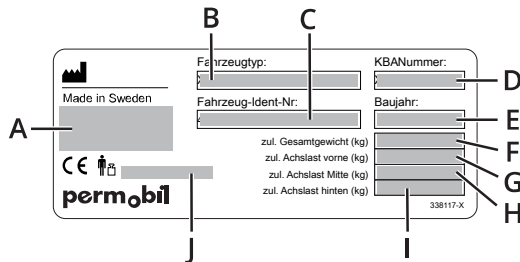 B
C
Fahrzeugtyp:
KBANummer:
D
Made in Sweden
Fahrzeug-Ident-Nr:
Baujahr:
A
E
zul. Gesamtgewicht (kg)
F
zul. Achslast vorne (kg)
G
zul. Achslast Mitte (kg)
H
zul. Achslast hinten (kg)
CE
permobil
338117-X
J
I